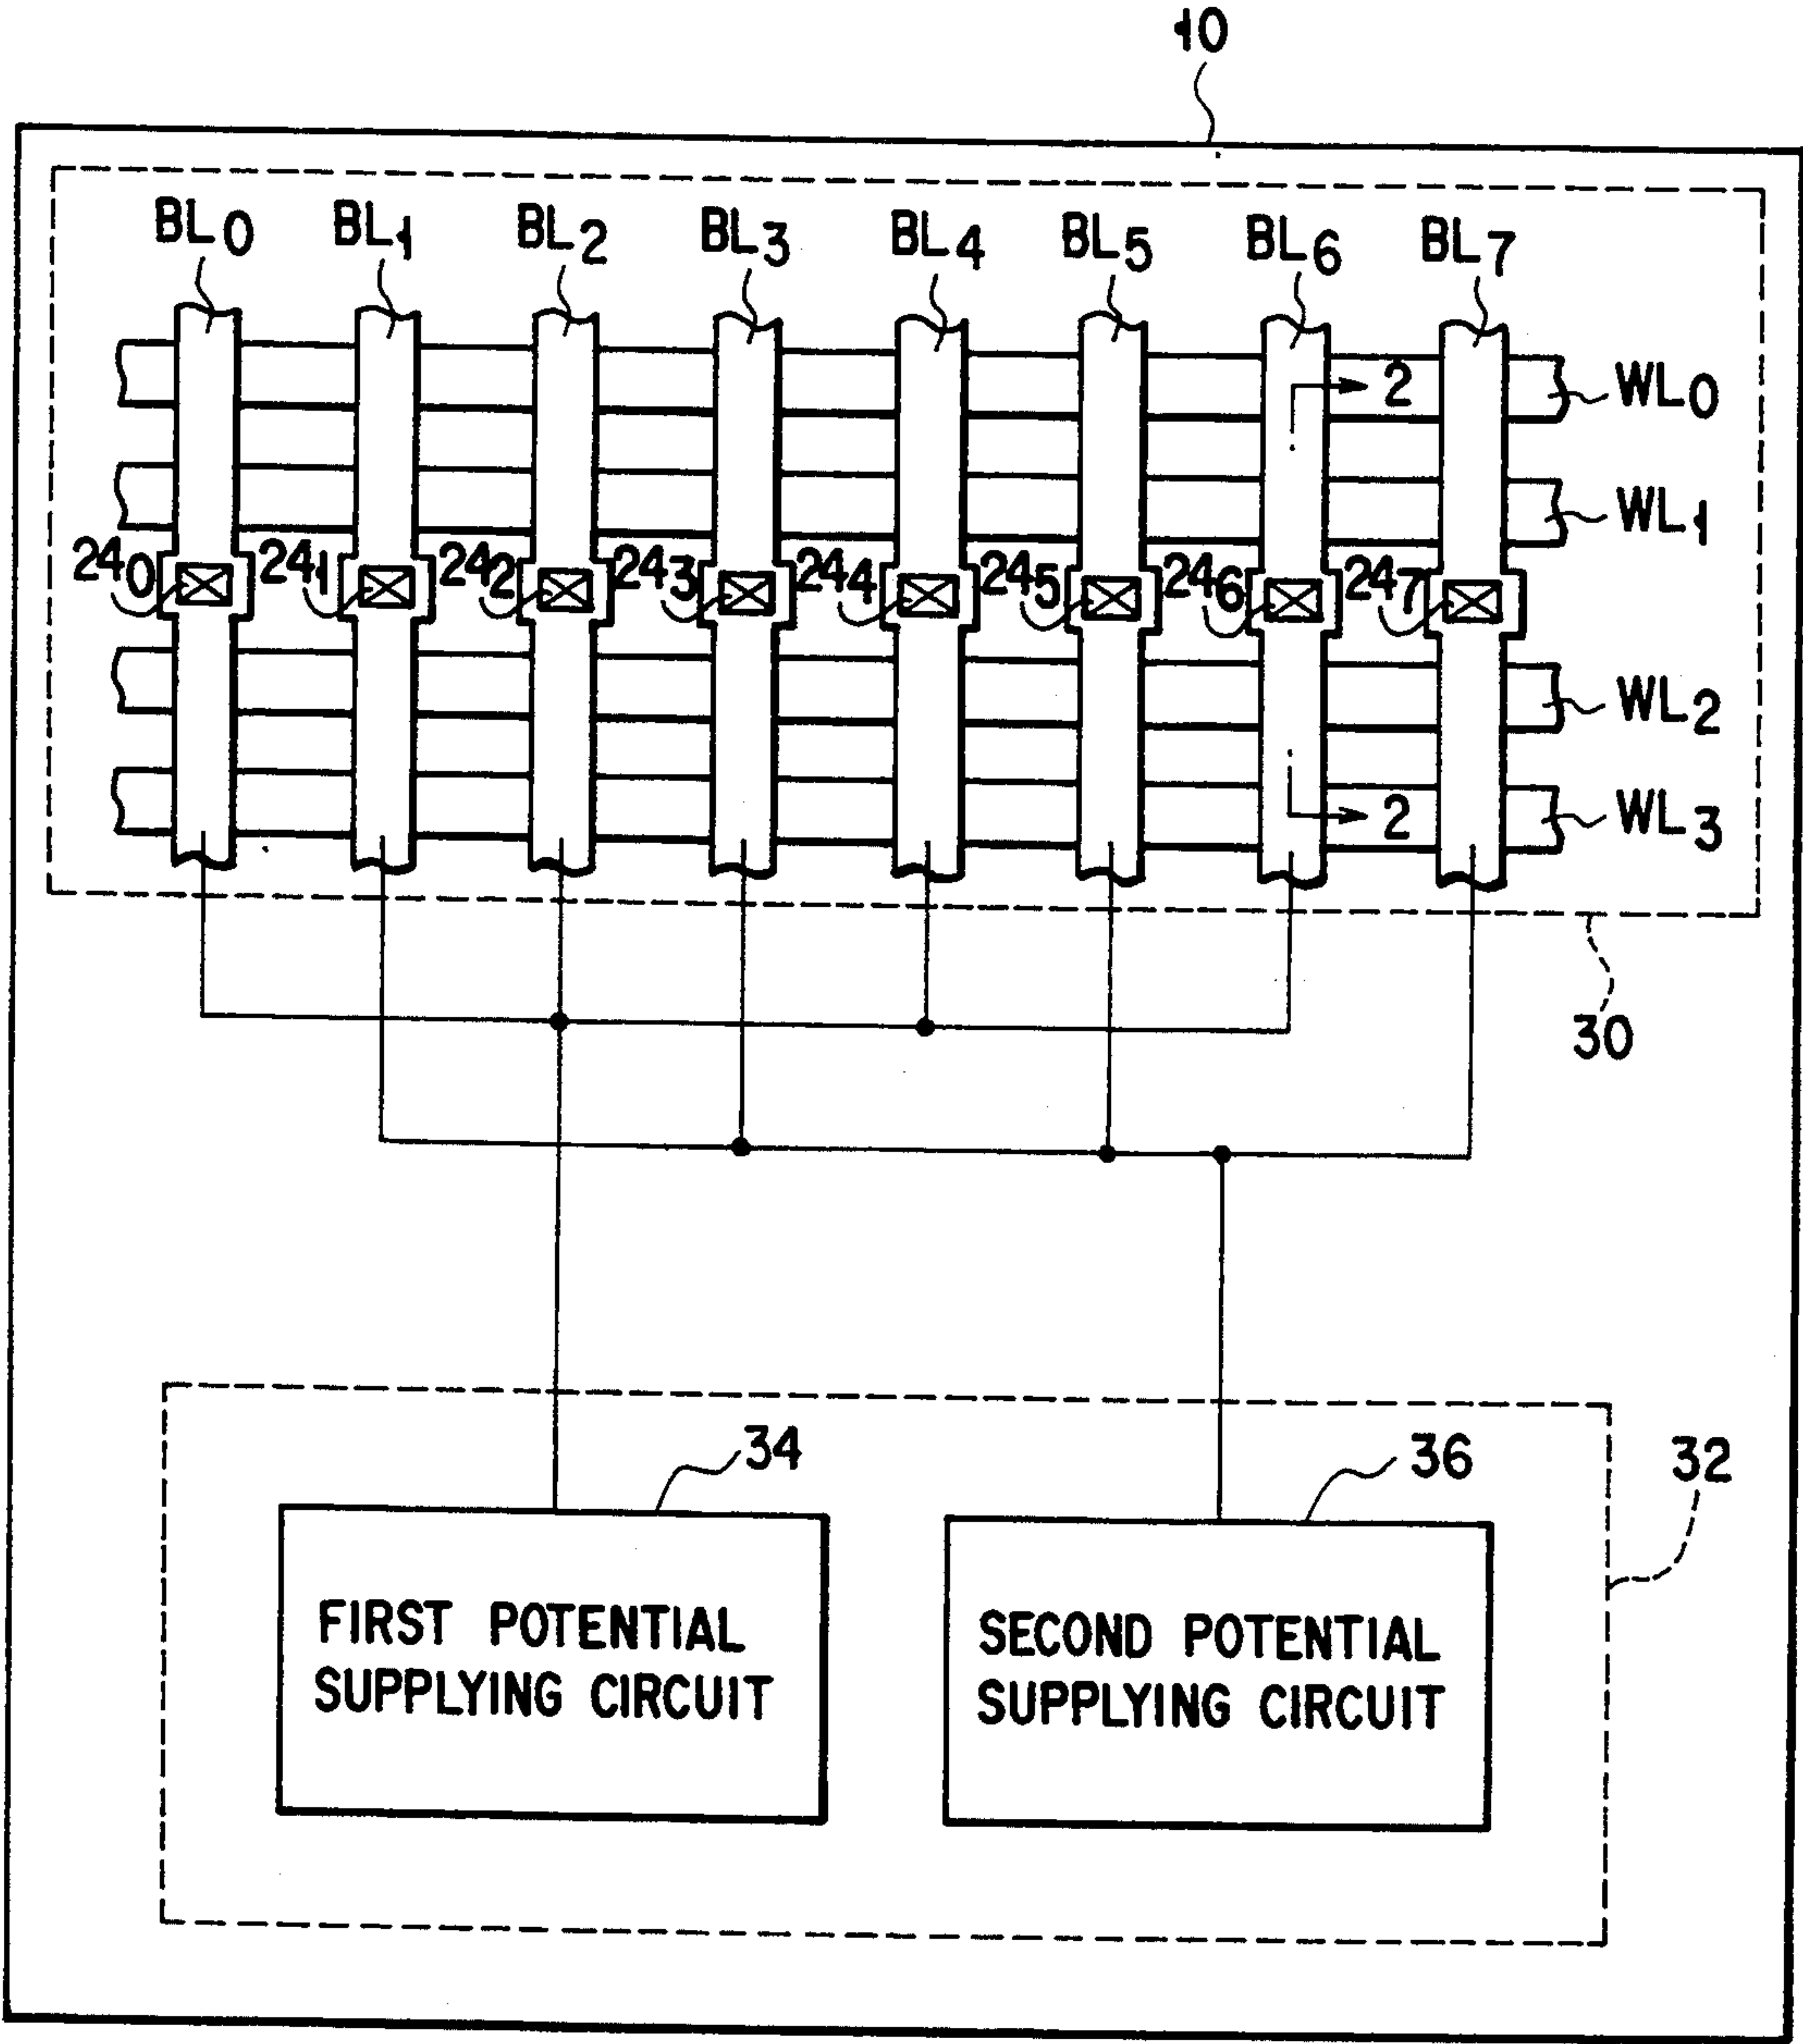 10
BL0 BL1 BL2 BL3 BL4 BL5 BL6 BL7
2
WL0
WL1
240 241 242 243 244 245 246 247
WL2
2
WL3
30
34
36
32
FIRST POTENTIAL
SUPPLYING CIRCUIT
SECOND POTENTIAL
SUPPLYING CIRCUIT